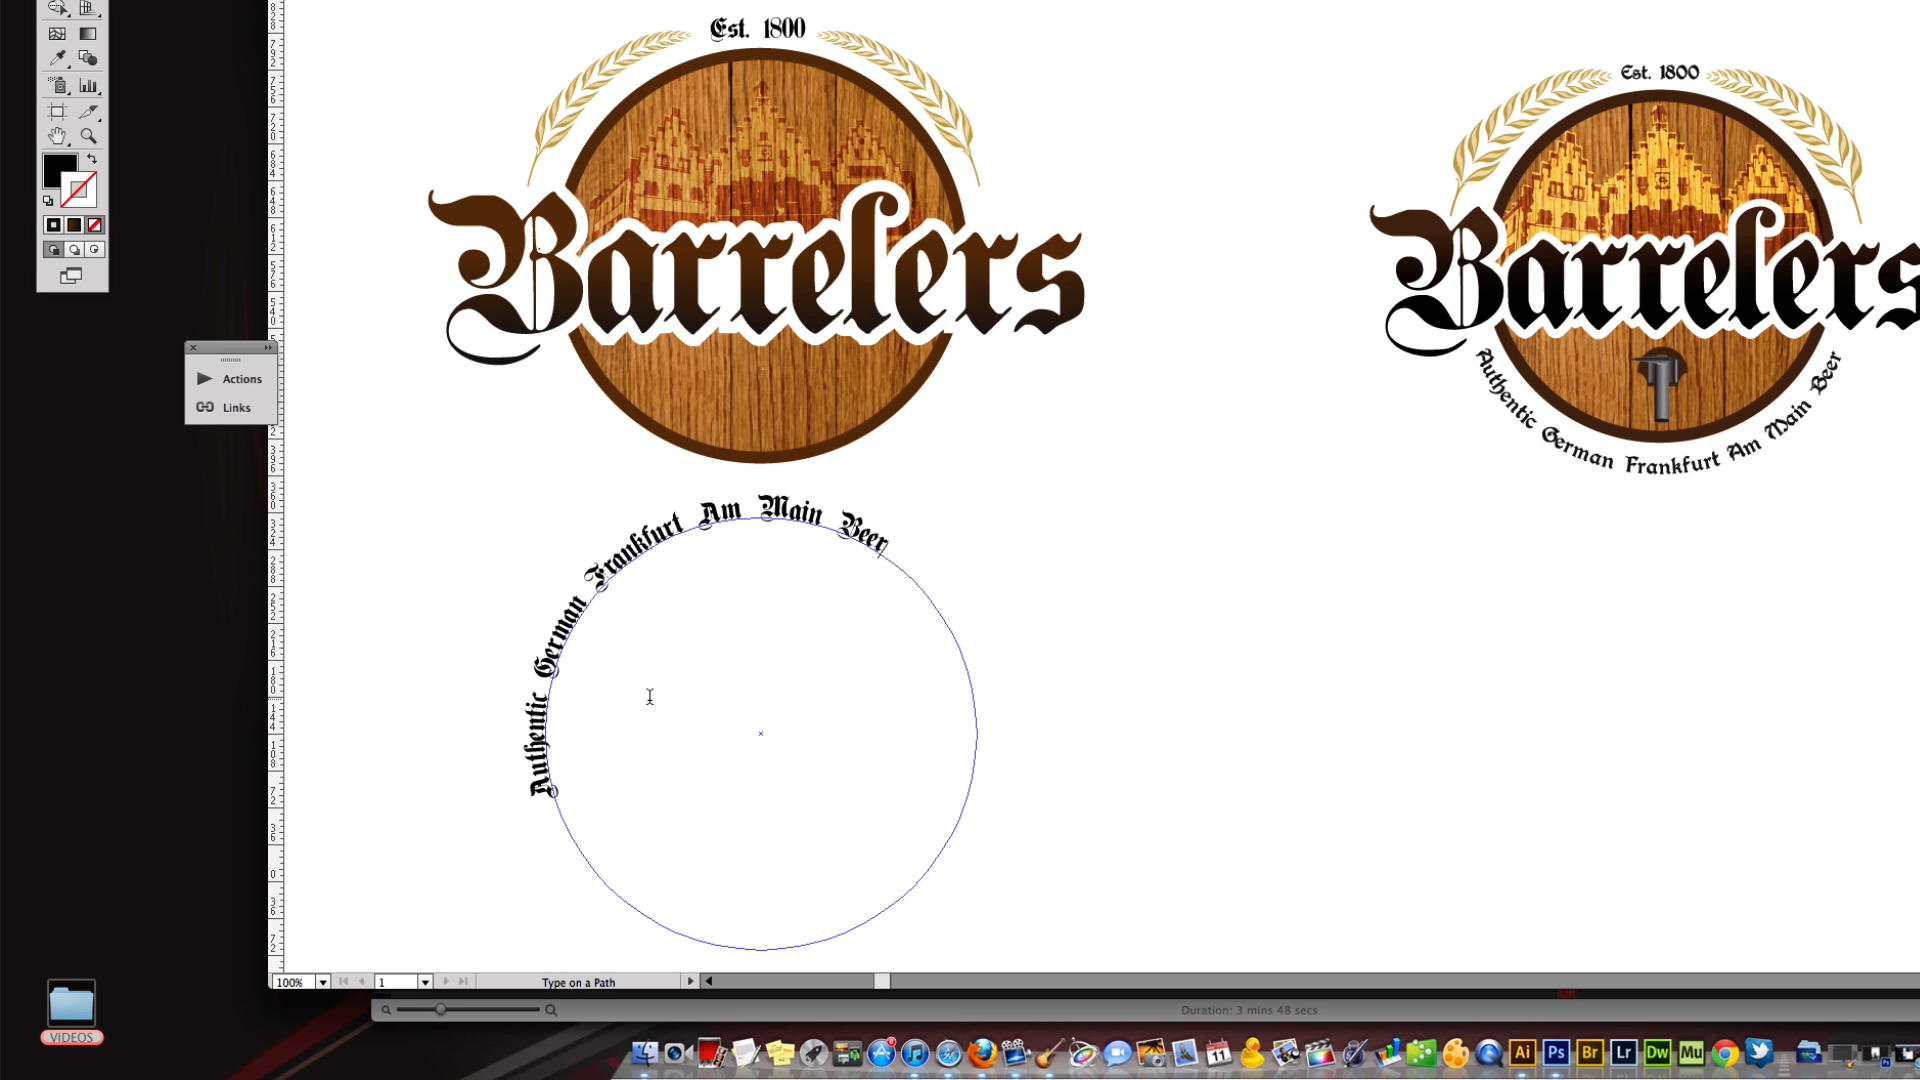 Est. 1800
Barrelers
Est. 1800
Barrelers
Authentic German Frankfurt Am Main Beer
Actions
Links
Authentic German Frankfurt Am Main Beer
100%
1
Type on a Path
Duration: 3 mins 48 secs
VIDEOS
11
Ai
Ps
Br
Lr
Dw
Mu